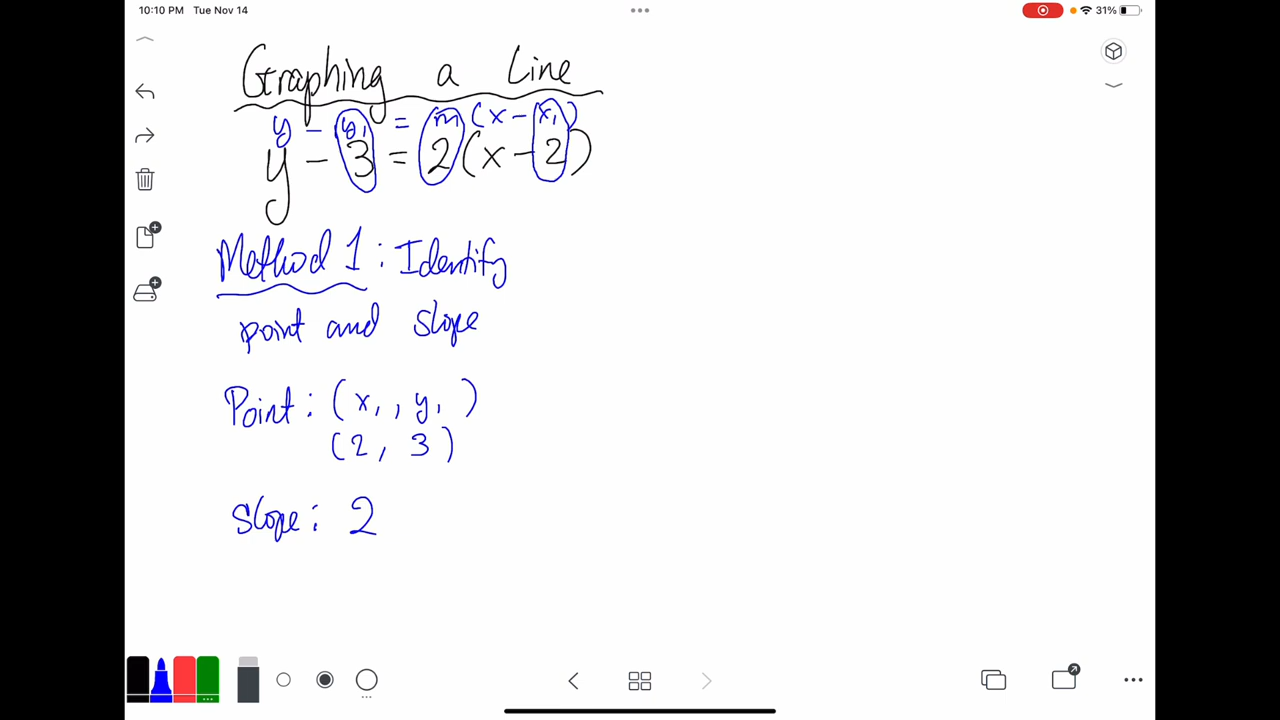 10:10 PM Tue Nov 14
31%
Graphing a Line
y - y₁ = m (x - x₁)
y - 3 = 2 (x - 2)
Method 1: Identify
point and slope
Point: (x₁, y₁)
(2, 3)
Slope: 2